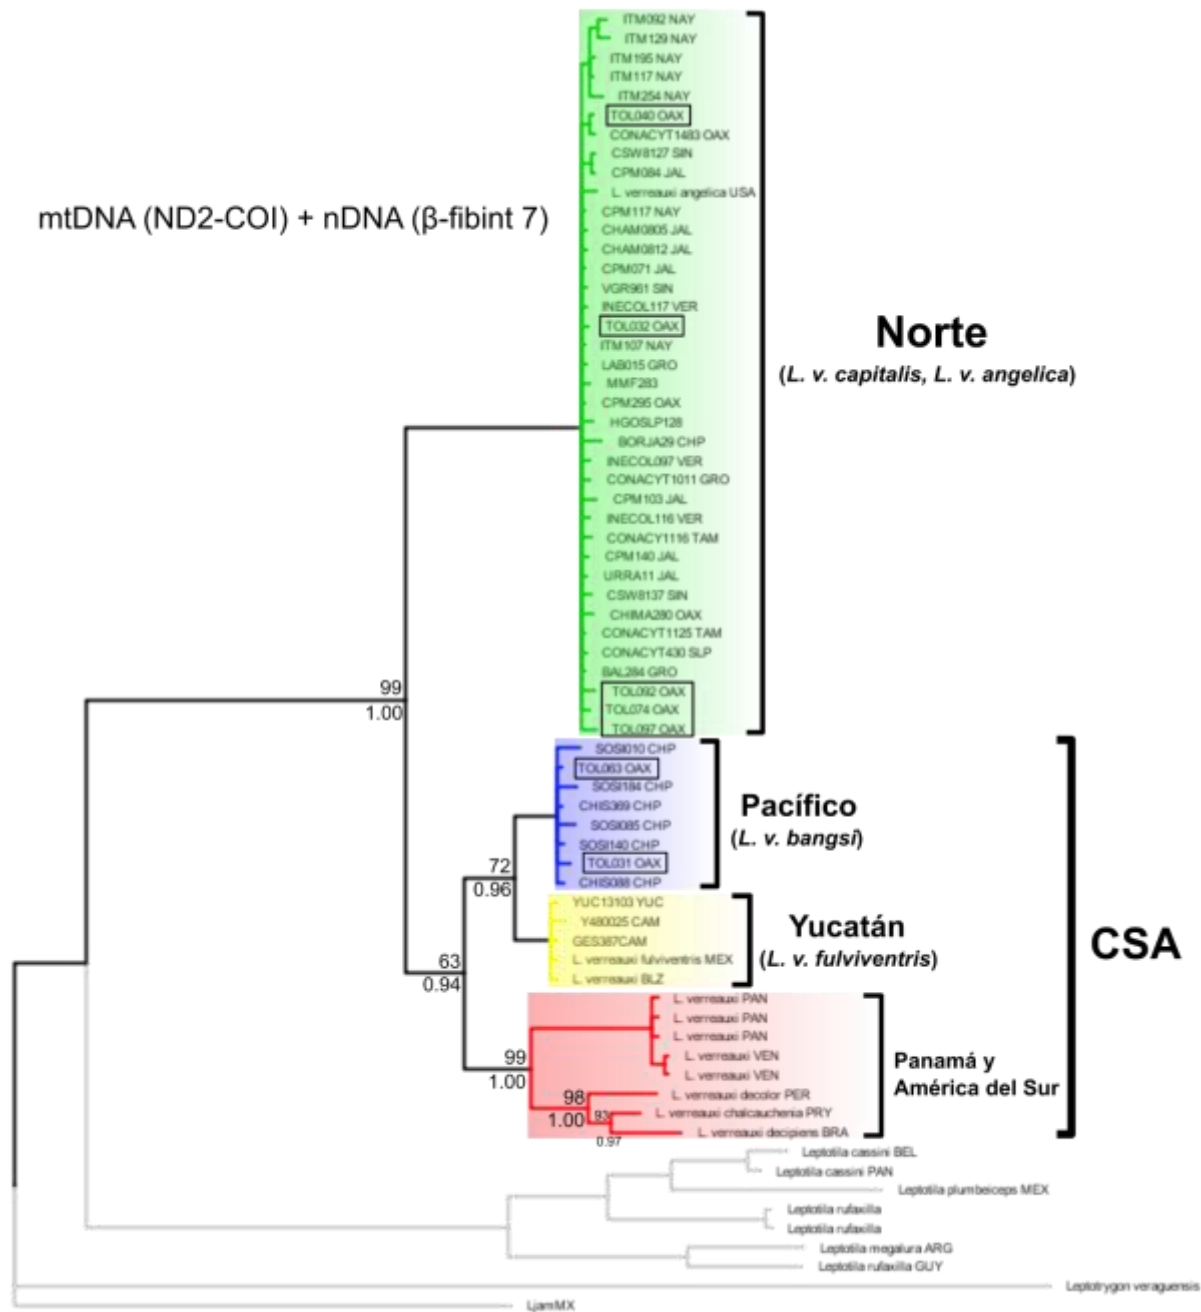 ITM092 NAY
ITM129 NAY
ITM195 NAY
ITM117 NAY
ITM254 NAY
TOL040 OAX
CONACYT1483 OAX
CSW8127 SIN
CPM084 JAL
L. verreauxi angelica USA
mtDNA (ND2-COI) + nDNA (β-fibint 7)
CPM117 NAY
CHAM0805 JAL
CHAM0812 JAL
CPM071 JAL
VGR961 SIN
INECOL117 VER
TOL032 OAX
Norte
(L. v. capitalis, L. v. angelica)
ITM107 NAY
LAB015 GRO
MMF283
CPM295 OAX
HGOSLP128
BORJA29 CHP
INECOL097 VER
CONACYT1011 GRO
CPM103 JAL
INECOL116 VER
CONACY1116 TAM
CPM140 JAL
URRA11 JAL
CSW8137 SIN
CHIMA280 OAX
CONACYT1125 TAM
CONACYT430 SLP
BAL284 GRO
TOL092 OAX
TOL074 OAX
TOL097 OAX
99
1.00
SOSI010 CHP
TOL063 OAX
SOSI184 CHP
CHIS369 CHP
SOSI085 CHP
SOSI140 CHP
TOL031 OAX
CHIS088 CHP
Pacífico
(L. v. bangsi)
72
0.96
YUC13103 YUC
Y480025 CAM
GES387CAM
L. verreauxi fulviventris MEX
L. verreauxi BLZ
Yucatán
(L. v. fulviventris)
CSA
63
0.94
L. verreauxi PAN
L. verreauxi PAN
L. verreauxi PAN
L. verreauxi VEN
L. verreauxi VEN
L. verreauxi decolor PER
L. verreauxi chalcauchenia PRY
L. verreauxi decipiens BRA
Panamá y
América del Sur
99
1.00
98
1.00
93
0.97
Leptotila cassini BEL
Leptotila cassini PAN
Leptotila plumbeiceps MEX
Leptotila rufaxilla
Leptotila rufaxilla
Leptotila megalura ARG
Leptotila rufaxilla GUY
Leptotrygon veraguensis
LjamMX